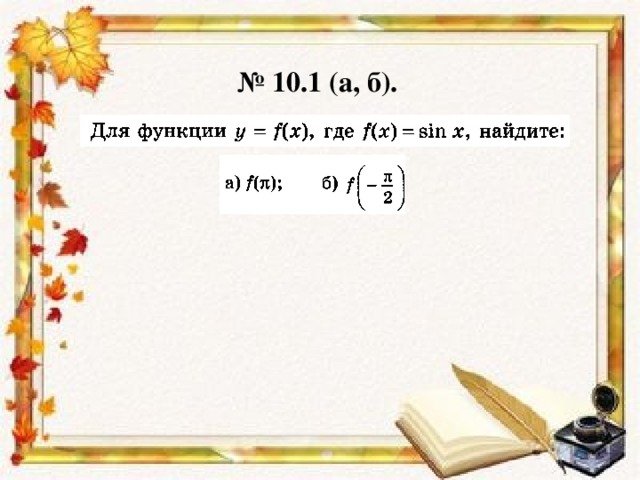 № 10.1 (а, б).
Для функции y = f(x), где f(x) = sin x, найдите:
а) f(π); б) f(−π/2)